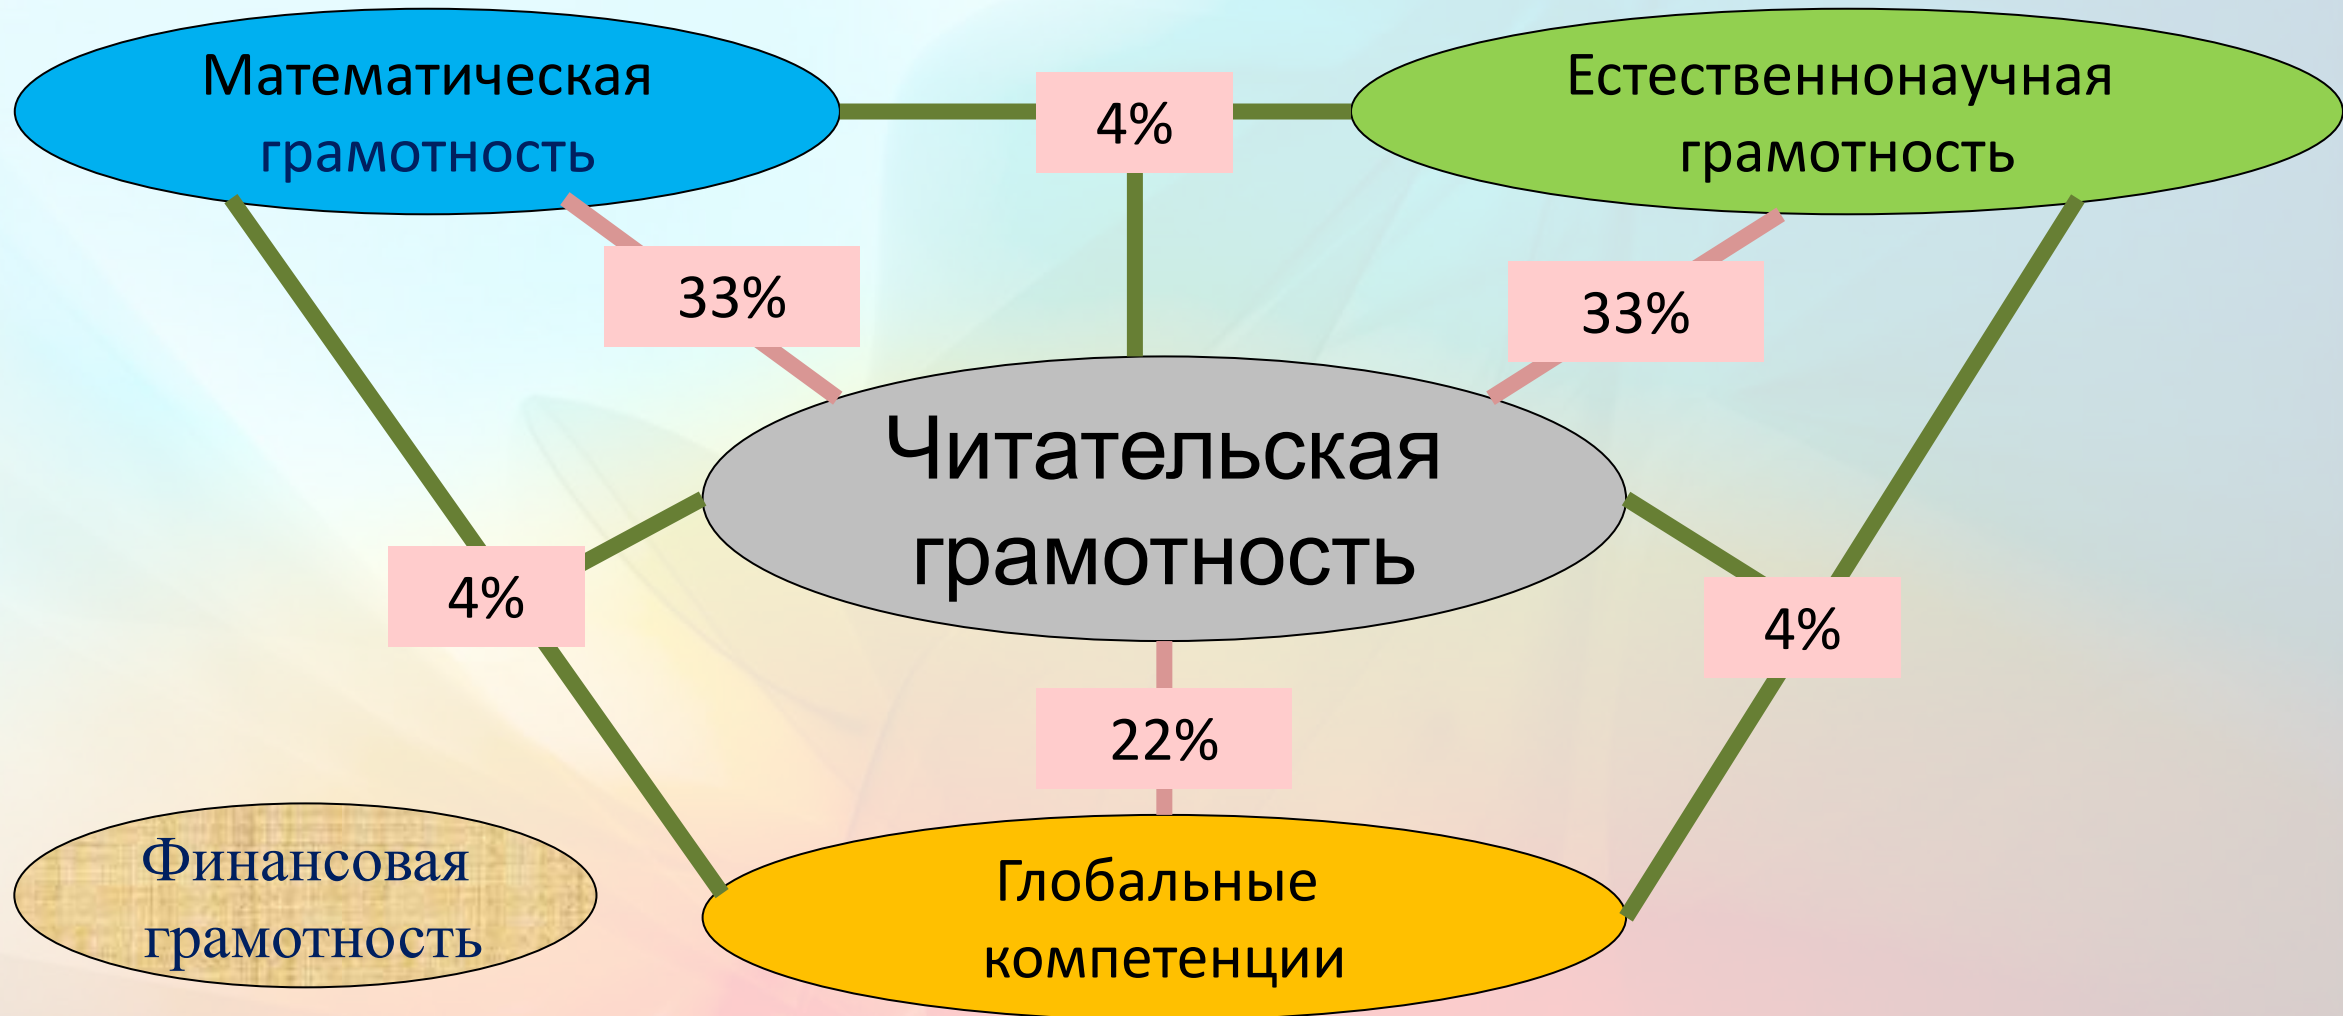 Математическая
грамотность
4%
Естественнонаучная
грамотность
33%
33%
Читательская
грамотность
4%
4%
22%
Финансовая
грамотность
Глобальные
компетенции